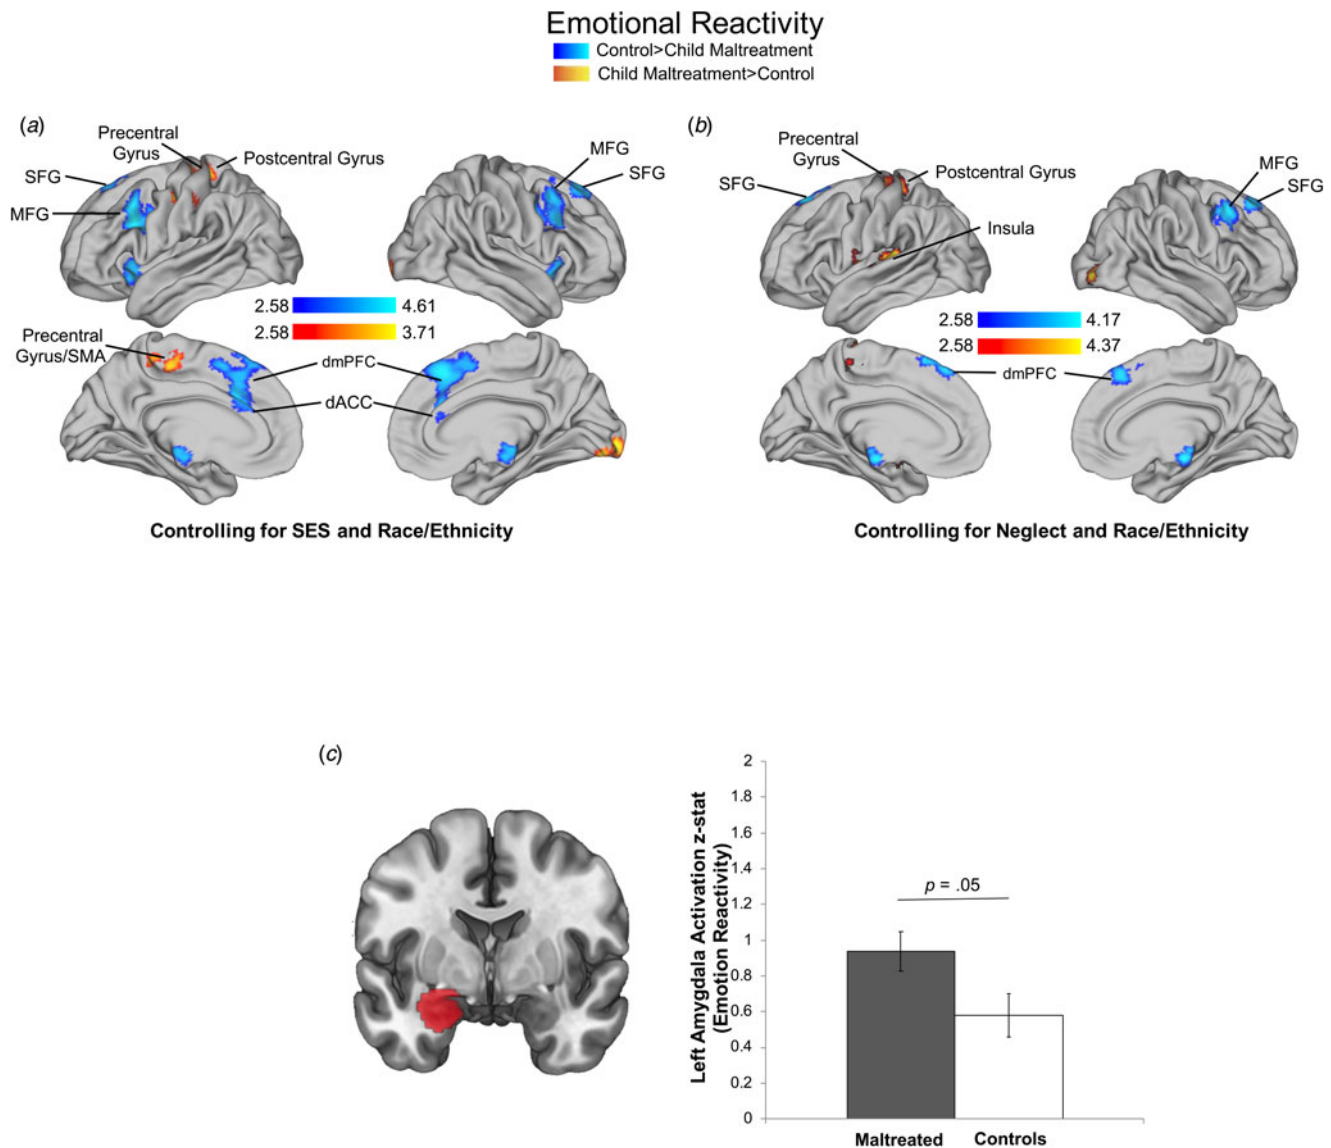 Emotional Reactivity
Control>Child Maltreatment
Child Maltreatment>Control
(a)
Precentral
Gyrus
Postcentral Gyrus
SFG
MFG
MFG
SFG
2.58 4.61
2.58 3.71
Precentral
Gyrus/SMA
dmPFC
dACC
Controlling for SES and Race/Ethnicity
(b)
Precentral
Gyrus
Postcentral Gyrus
SFG
Insula
MFG
SFG
2.58 4.17
2.58 4.37
dmPFC
Controlling for Neglect and Race/Ethnicity
(c)
Left Amygdala Activation z-stat
(Emotion Reactivity)
2
1.8
1.6
1.4
1.2
1
0.8
0.6
0.4
0.2
0
p = .05
Maltreated Controls